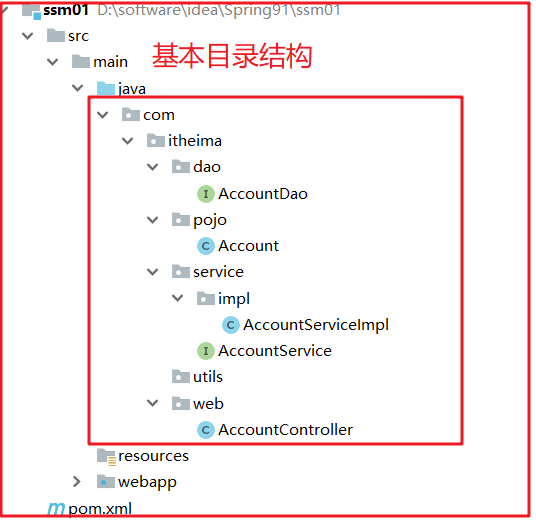 ssm01 D:\software\idea\Spring91\ssm01
src
main
基本目录结构
java
com
itheima
dao
I AccountDao
pojo
C Account
service
impl
C AccountServiceImpl
I AccountService
utils
web
C AccountController
resources
webapp
m pom.xml